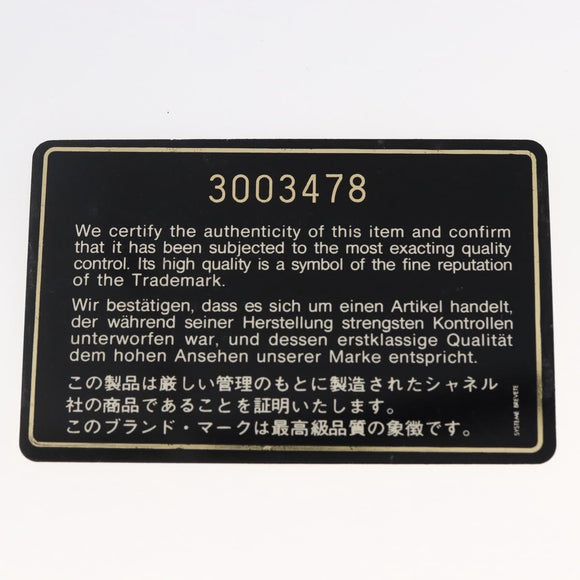 3003478
We certify the authenticity of this item and confirm
that it has been subjected to the most exacting quality
control. Its high quality is a symbol of the fine reputation
of the Trademark.
Wir bestätigen, dass es sich um einen Artikel handelt,
der während seiner Herstellung strengsten Kontrollen
unterworfen war, und dessen erstklassige Qualität
dem hohen Ansehen unserer Marke entspricht.
この製品は厳しい管理のもとに製造されたシャネル
社の商品であることを証明いたします。
このブランド・マークは最高級品質の象徴です。
SYSTEME BREVETE